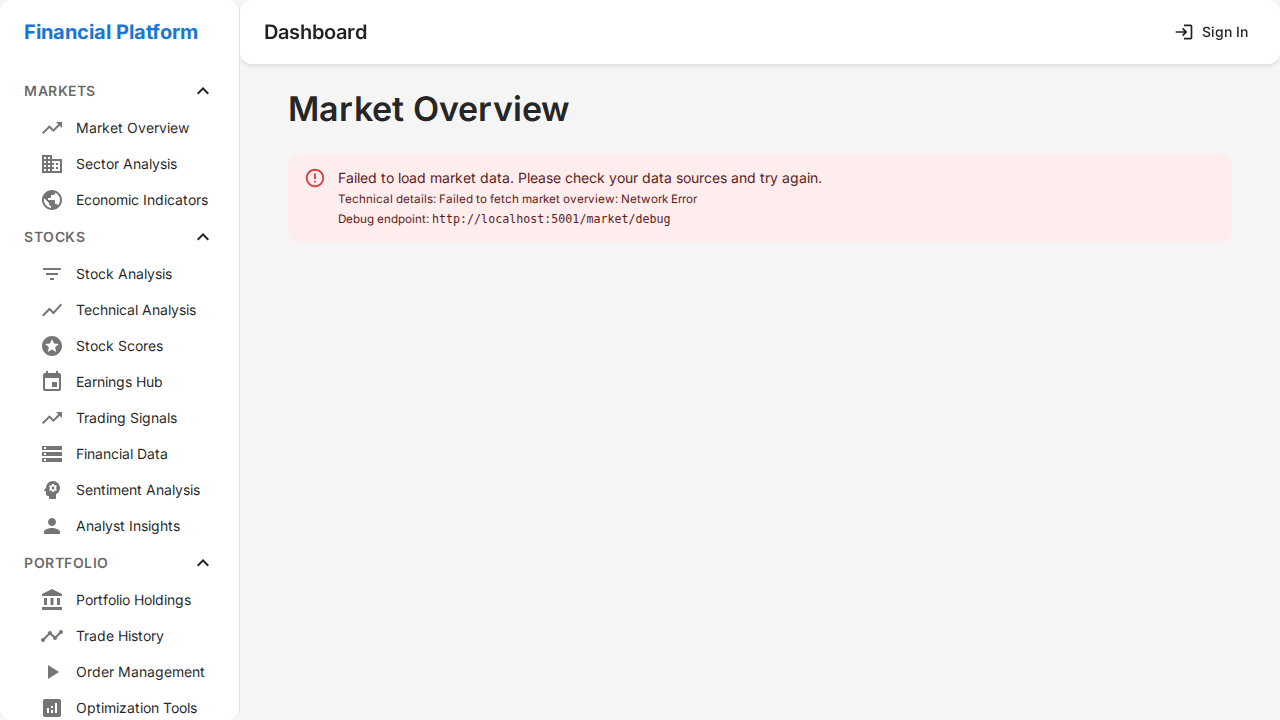 Financial Platform
MARKETS
Market Overview
Sector Analysis
Economic Indicators
STOCKS
Stock Analysis
Technical Analysis
Stock Scores
Earnings Hub
Trading Signals
Financial Data
Sentiment Analysis
Analyst Insights
PORTFOLIO
Portfolio Holdings
Trade History
Order Management
Optimization Tools
Dashboard
Sign In
Market Overview
Failed to load market data. Please check your data sources and try again.
Technical details: Failed to fetch market overview: Network Error
Debug endpoint: http://localhost:5001/market/debug